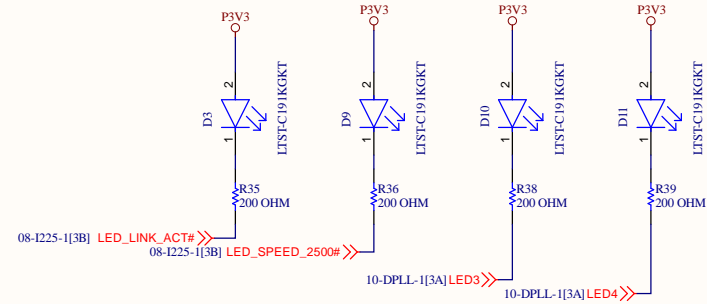 P3V3
P3V3
P3V3
P3V3
2
D3
LTST-C191KGKT
1
2
D9
LTST-C191KGKT
1
2
D10
LTST-C191KGKT
1
2
D11
LTST-C191KGKT
1
R35
200 OHM
R36
200 OHM
R38
200 OHM
R39
200 OHM
08-I225-1[3B] LED_LINK_ACT#
08-I225-1[3B] LED_SPEED_2500#
10-DPLL-1[3A] LED3
10-DPLL-1[3A] LED4